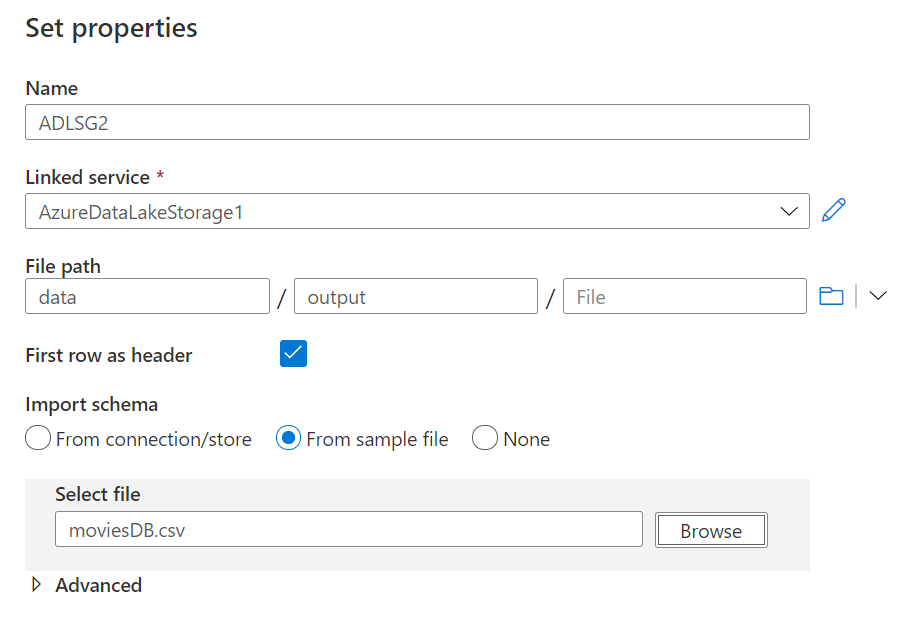 Set properties
Name
ADLSG2
Linked service *
AzureDataLakeStorage1
File path
data / output / File
First row as header
Import schema
From connection/store From sample file None
Select file
moviesDB.csv Browse
Advanced